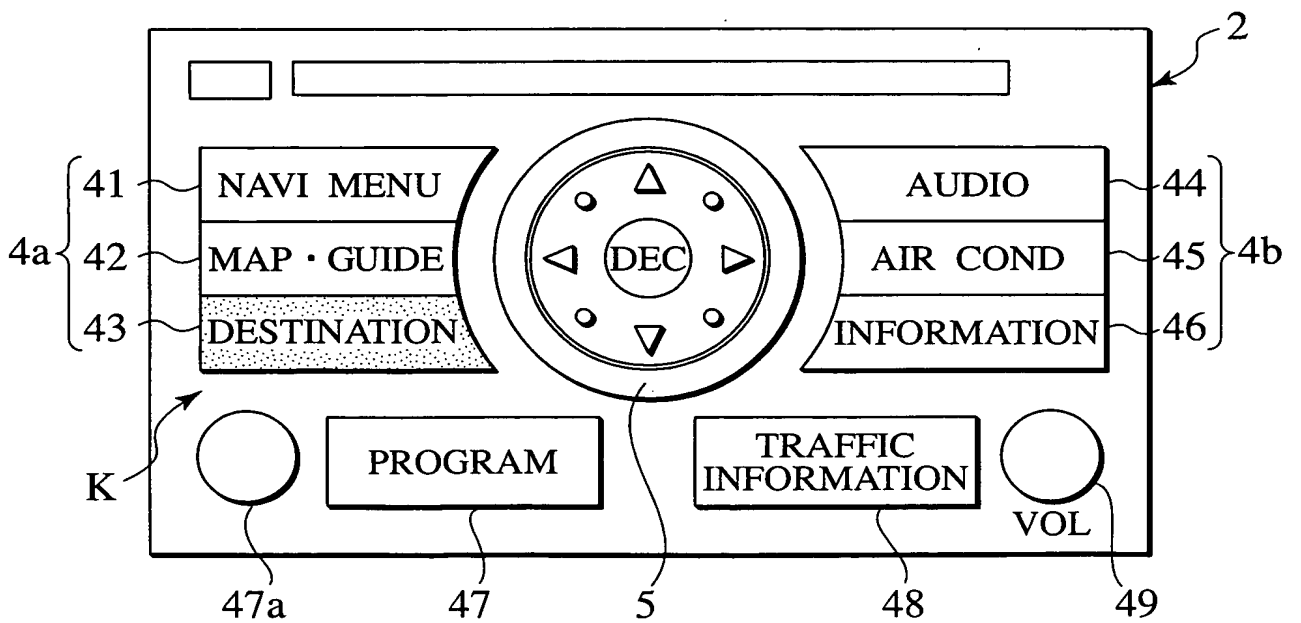 2
41 NAVI MENU AUDIO 44
4a 42 MAP · GUIDE DEC AIR COND 45 4b
43 DESTINATION INFORMATION 46
K PROGRAM TRAFFIC
INFORMATION
VOL
47a 47 5 48 49